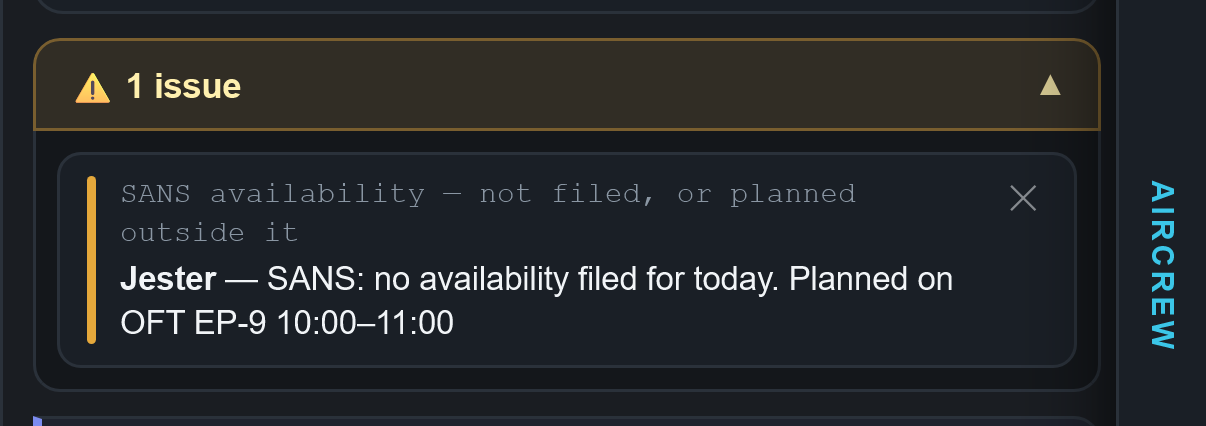 1 issue
SANS availability — not filed, or planned
outside it
Jester — SANS: no availability filed for today. Planned on
OFT EP-9 10:00–11:00
AIRCREW